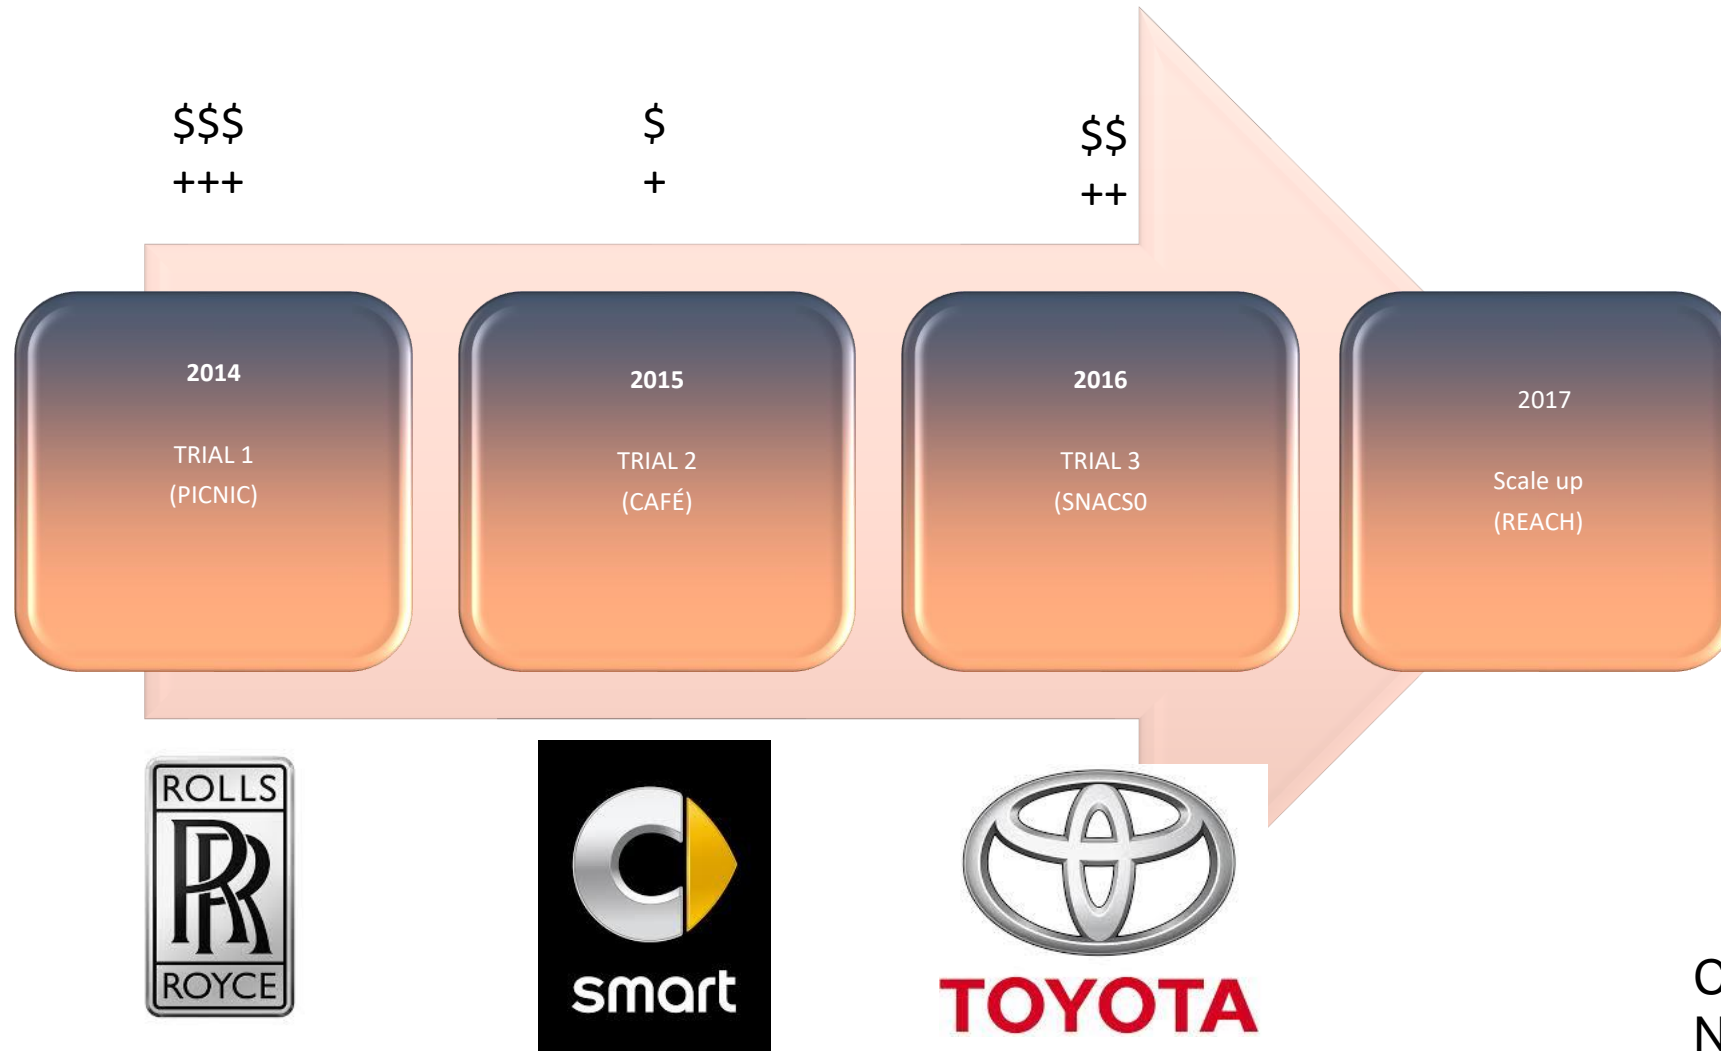 $$$
+++
$
+
$$
++
2014
TRIAL 1
(PICNIC)
2015
TRIAL 2
(CAFÉ)
2016
TRIAL 3
(SNACS0
2017
Scale up
(REACH)
ROLLS
RR
ROYCE
smart
TOYOTA